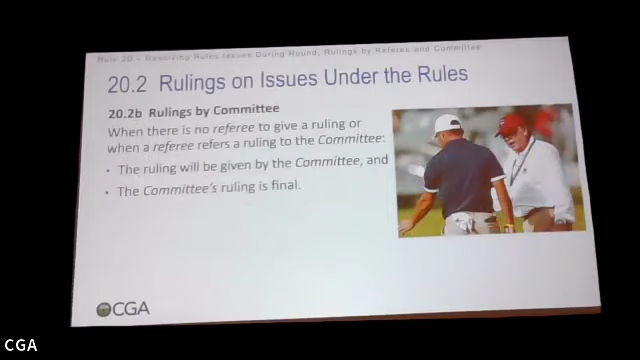 Rule 20 – Resolving Rules Issues During Round, Rulings by Referee and Committee
20.2 Rulings on Issues Under the Rules
20.2b Rulings by Committee
When there is no referee to give a ruling or
when a referee refers a ruling to the Committee:
• The ruling will be given by the Committee, and
• The Committee's ruling is final.
CGA
CGA